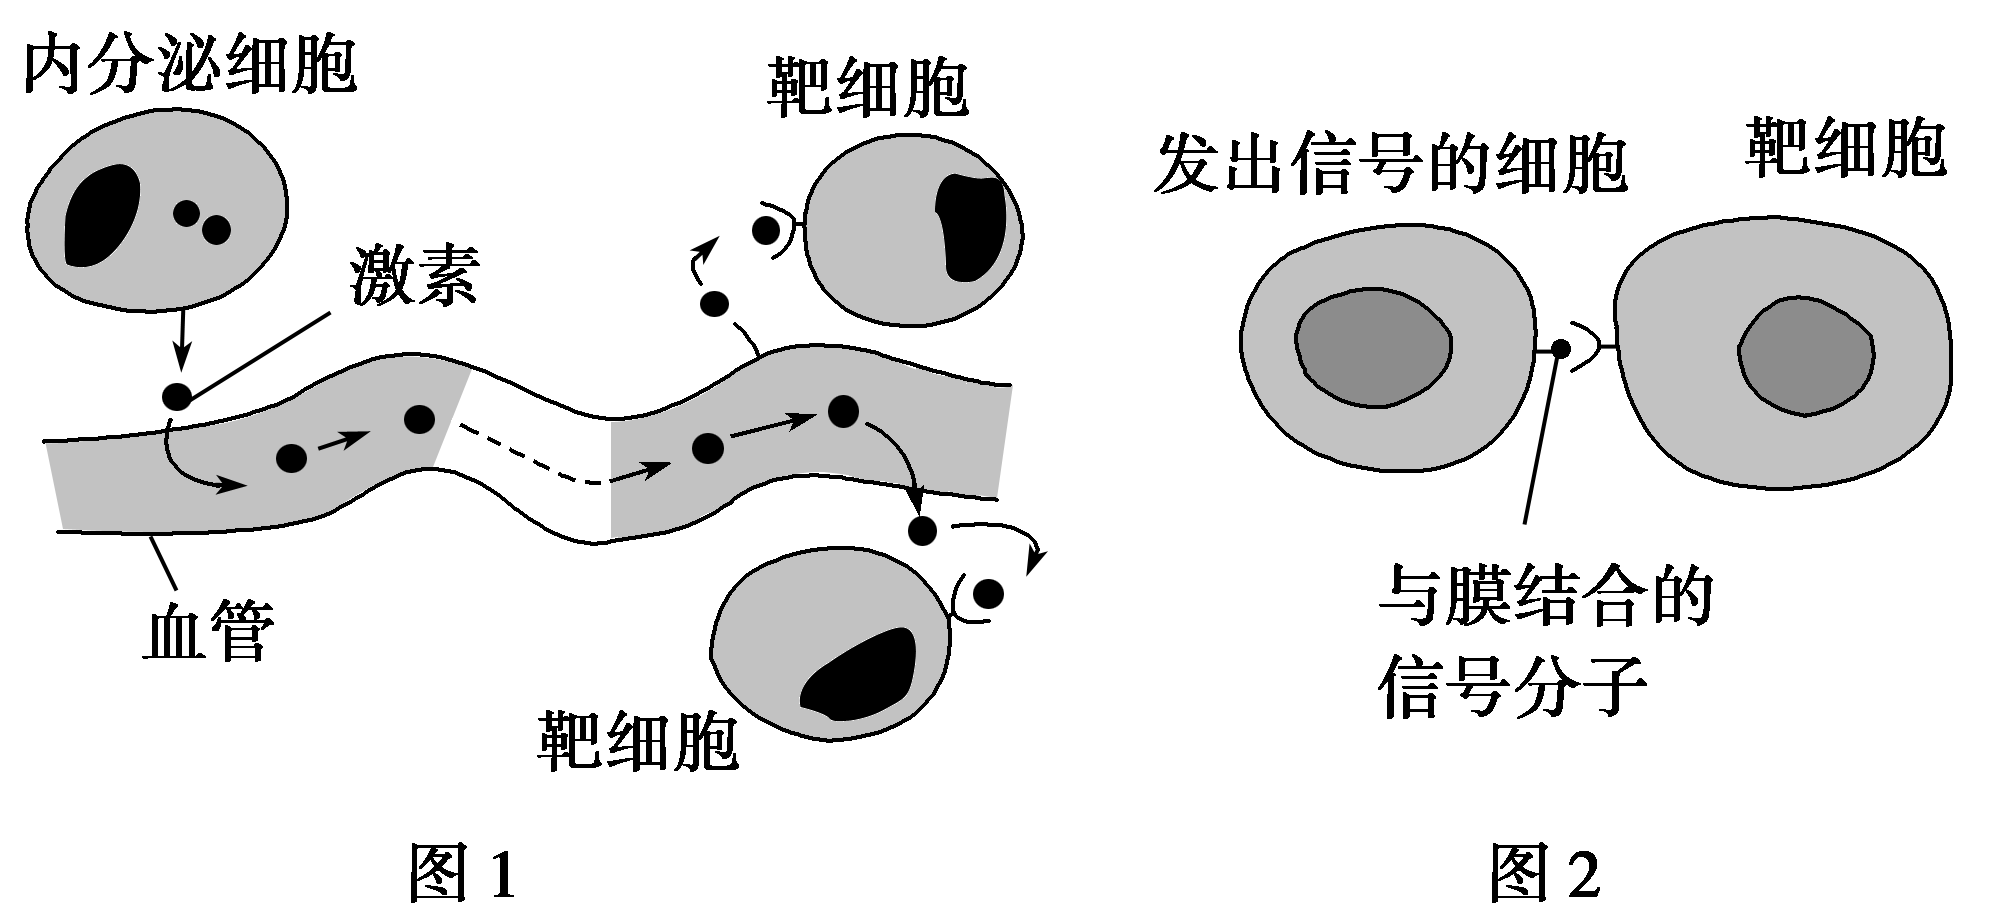 内分泌细胞
靶细胞
激素
血管
靶细胞
图1
发出信号的细胞
靶细胞
与膜结合的
信号分子
图2